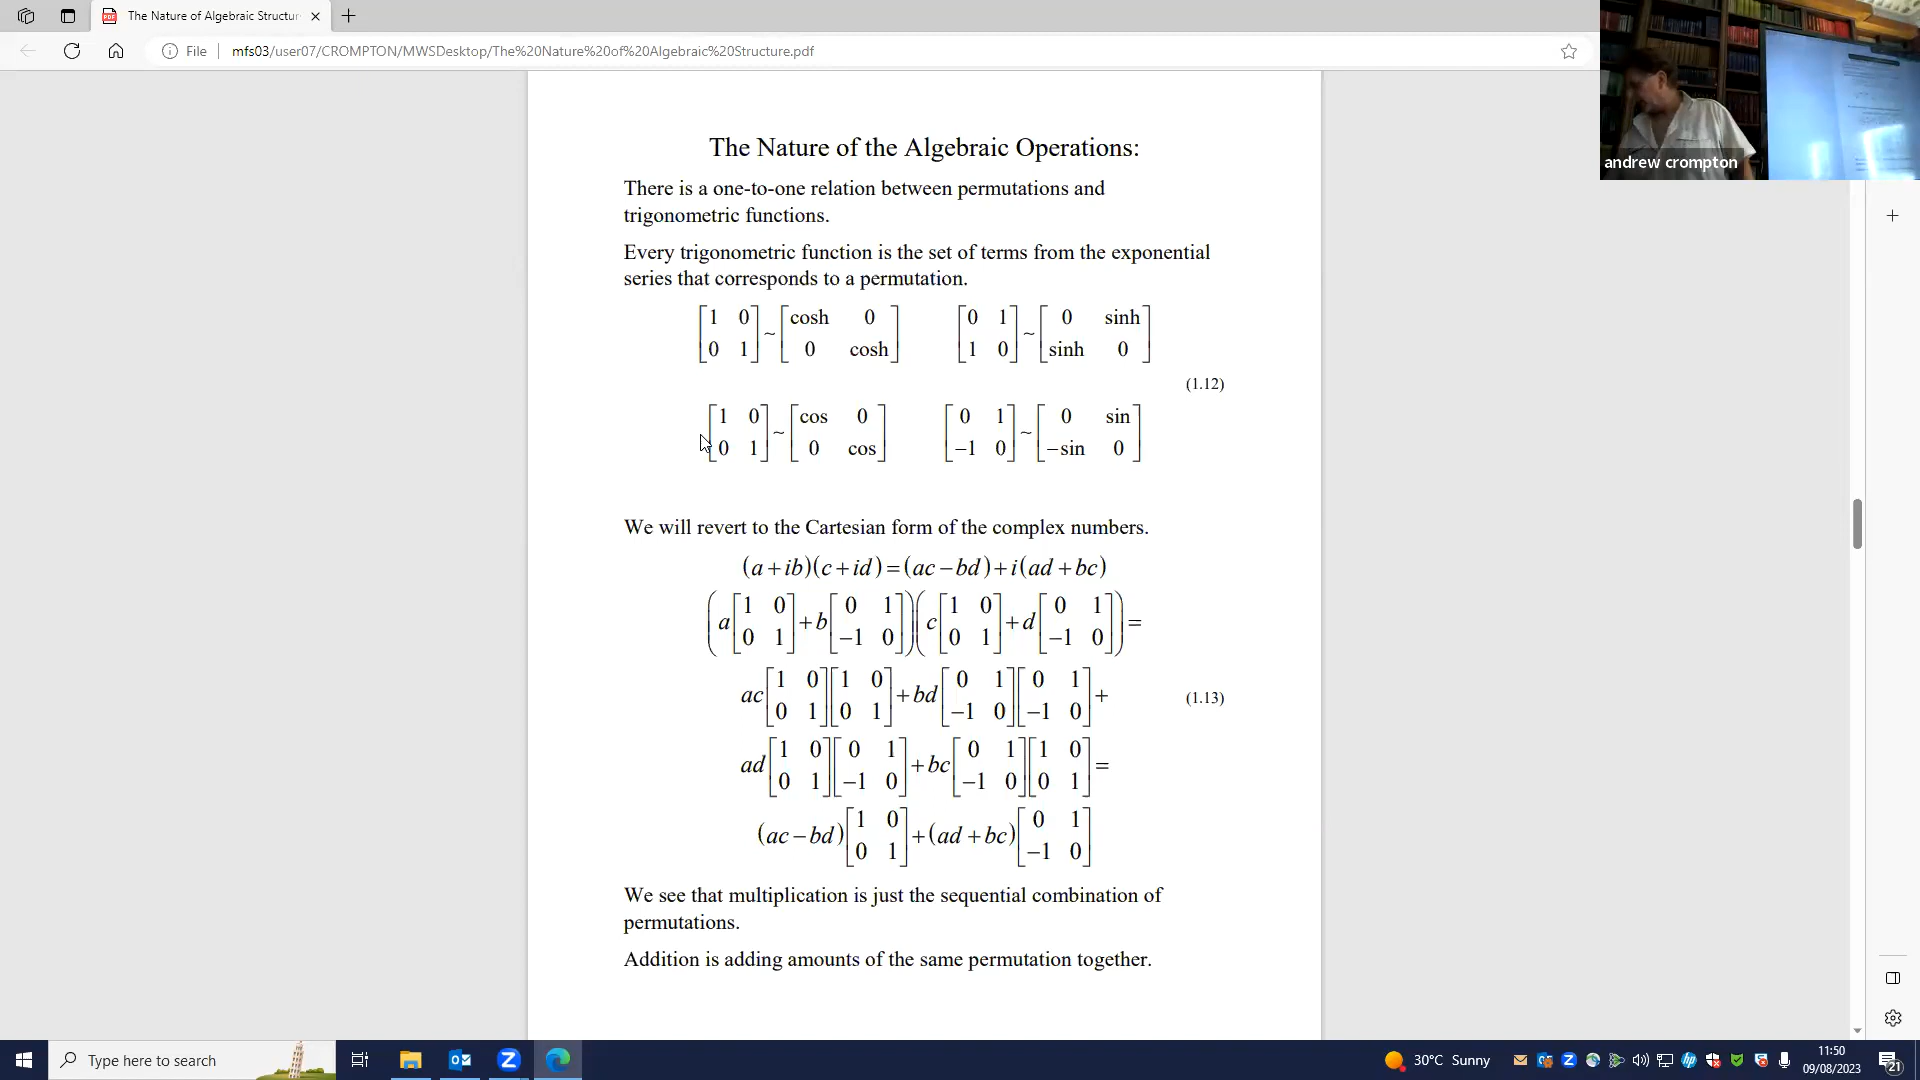 The Nature of Algebraic Structur
File
mfs03/user07/CROMPTON/MWSDesktop/The%20Nature%20of%20Algebraic%20Structure.pdf
andrew crompton
The Nature of the Algebraic Operations:
There is a one-to-one relation between permutations and
trigonometric functions.
Every trigonometric function is the set of terms from the exponential
series that corresponds to a permutation.
[1 0 0 1] ~ [cosh 0 0 cosh] [0 1 1 0] ~ [0 sinh sinh 0]
(1.12)
[1 0 0 1] ~ [cos 0 0 cos] [0 1 −1 0] ~ [0 sin −sin 0]
We will revert to the Cartesian form of the complex numbers.
(a + ib)(c + id) = (ac − bd) + i(ad + bc)
(a[1 0 0 1] + b[0 1 −1 0])(c[1 0 0 1] + d[0 1 −1 0]) =
ac[1 0 0 1][1 0 0 1] + bd[0 1 −1 0][0 1 −1 0] +
(1.13)
ad[1 0 0 1][0 1 −1 0] + bc[0 1 −1 0][1 0 0 1] =
(ac − bd)[1 0 0 1] + (ad + bc)[0 1 −1 0]
We see that multiplication is just the sequential combination of
permutations.
Addition is adding amounts of the same permutation together.
Type here to search
30°C Sunny
11:50
09/08/2023
21